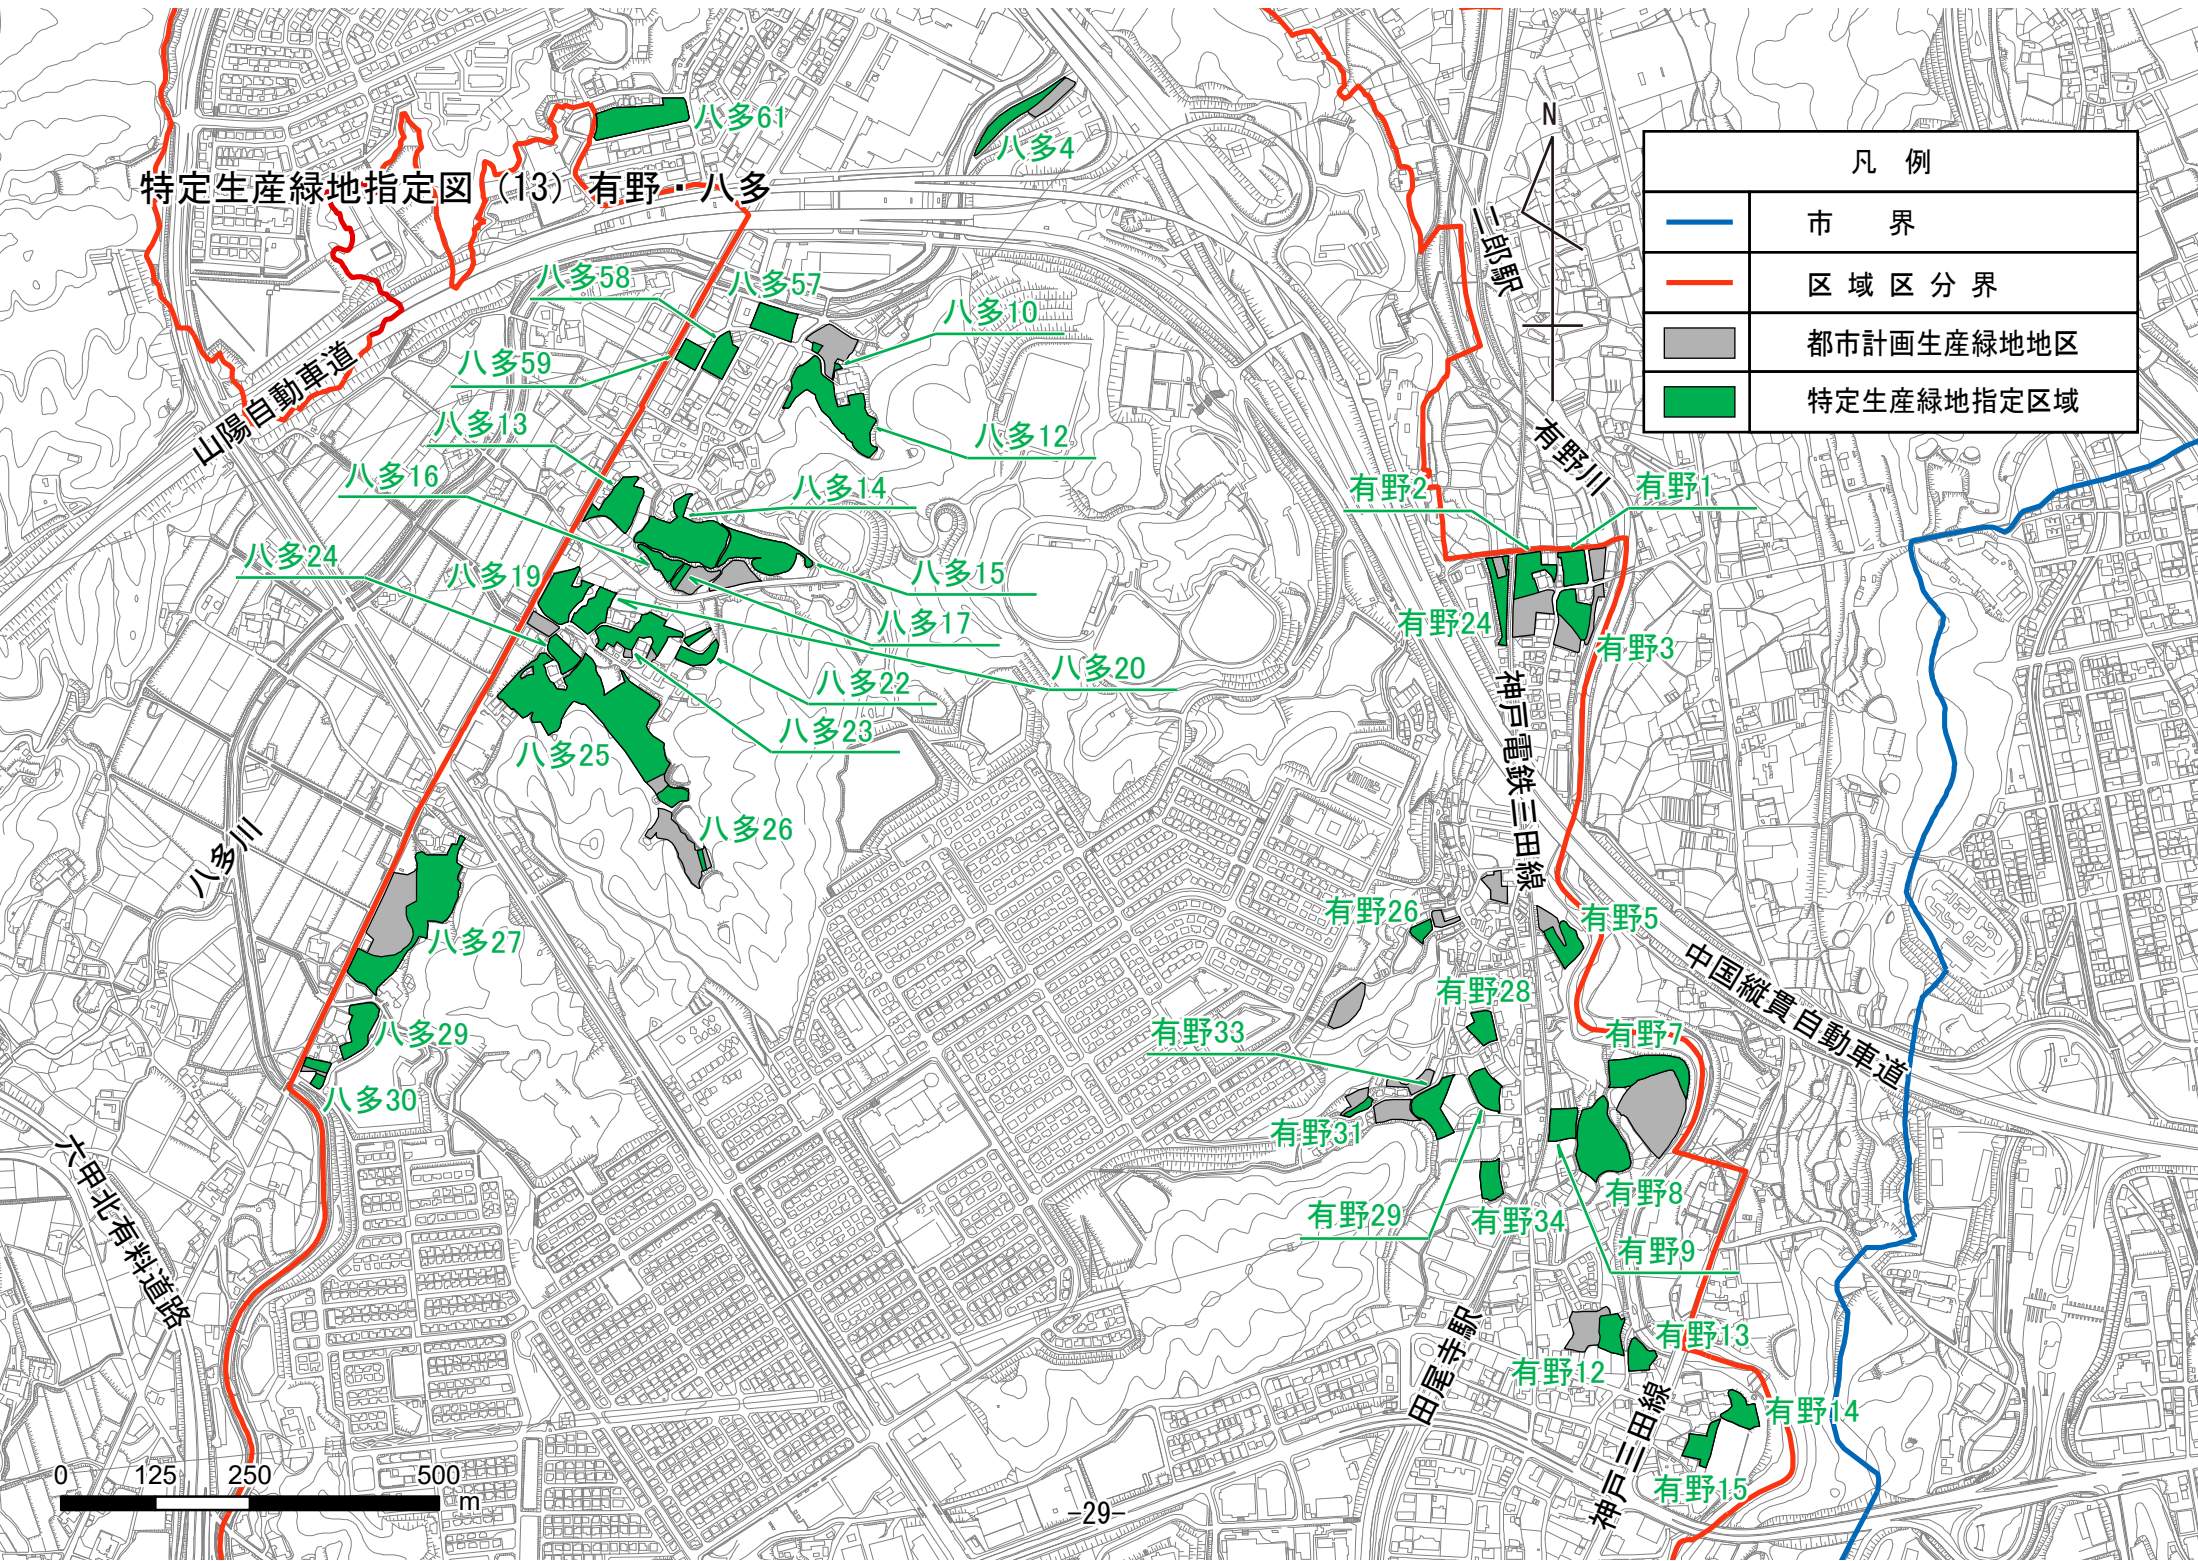 特定生産緑地指定図（13）有野・八多
凡 例
市 界
区 域 区 分 界
都市計画生産緑地地区
特定生産緑地指定区域
N
八多61
八多4
二郎駅
八多58
八多57
八多10
八多59
山陽自動車道
八多13
八多12
有野川
八多16
八多14
有野2
有野1
八多24
八多19
八多15
八多17
有野24
有野3
八多20
八多22
八多23
八多25
神戸電鉄三田線
八多26
八多川
有野26
有野5
八多27
中国縦貫自動車道
有野28
八多29
有野33
有野7
八多30
有野31
六甲北有料道路
有野29
有野34
有野8
有野9
田尾寺駅
有野13
有野12
神戸三田線
有野14
有野15
0 125 250 500
m
-29-